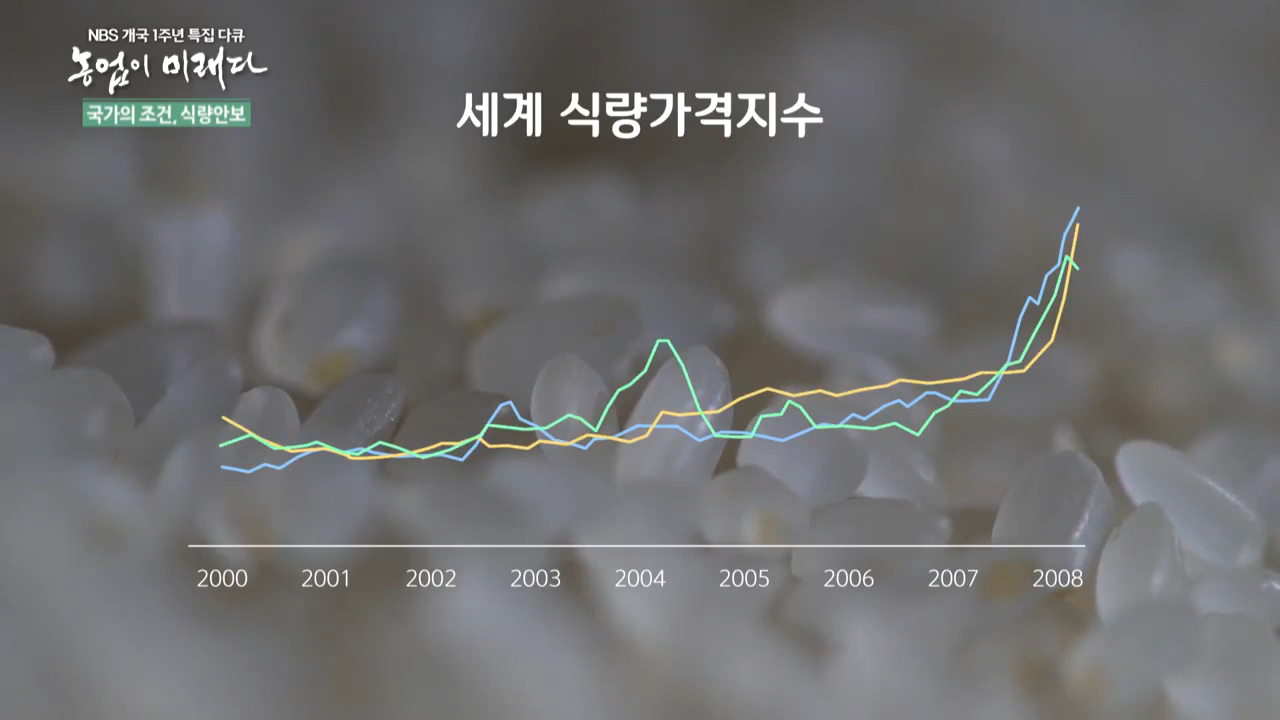 NBS 개국 1주년 특집 다큐
농업이 미래다
국가의 조건, 식량안보
세계 식량가격지수
2000 2001 2002 2003 2004 2005 2006 2007 2008